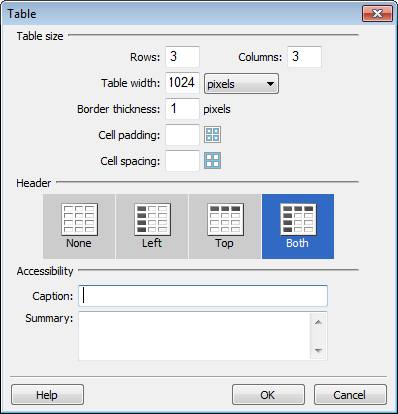 Table
Table size
Rows: 3 Columns: 3
Table width: 1024 pixels
Border thickness: 1 pixels
Cell padding:
Cell spacing:
Header
None Left Top Both
Accessibility
Caption:
Summary:
Help OK Cancel